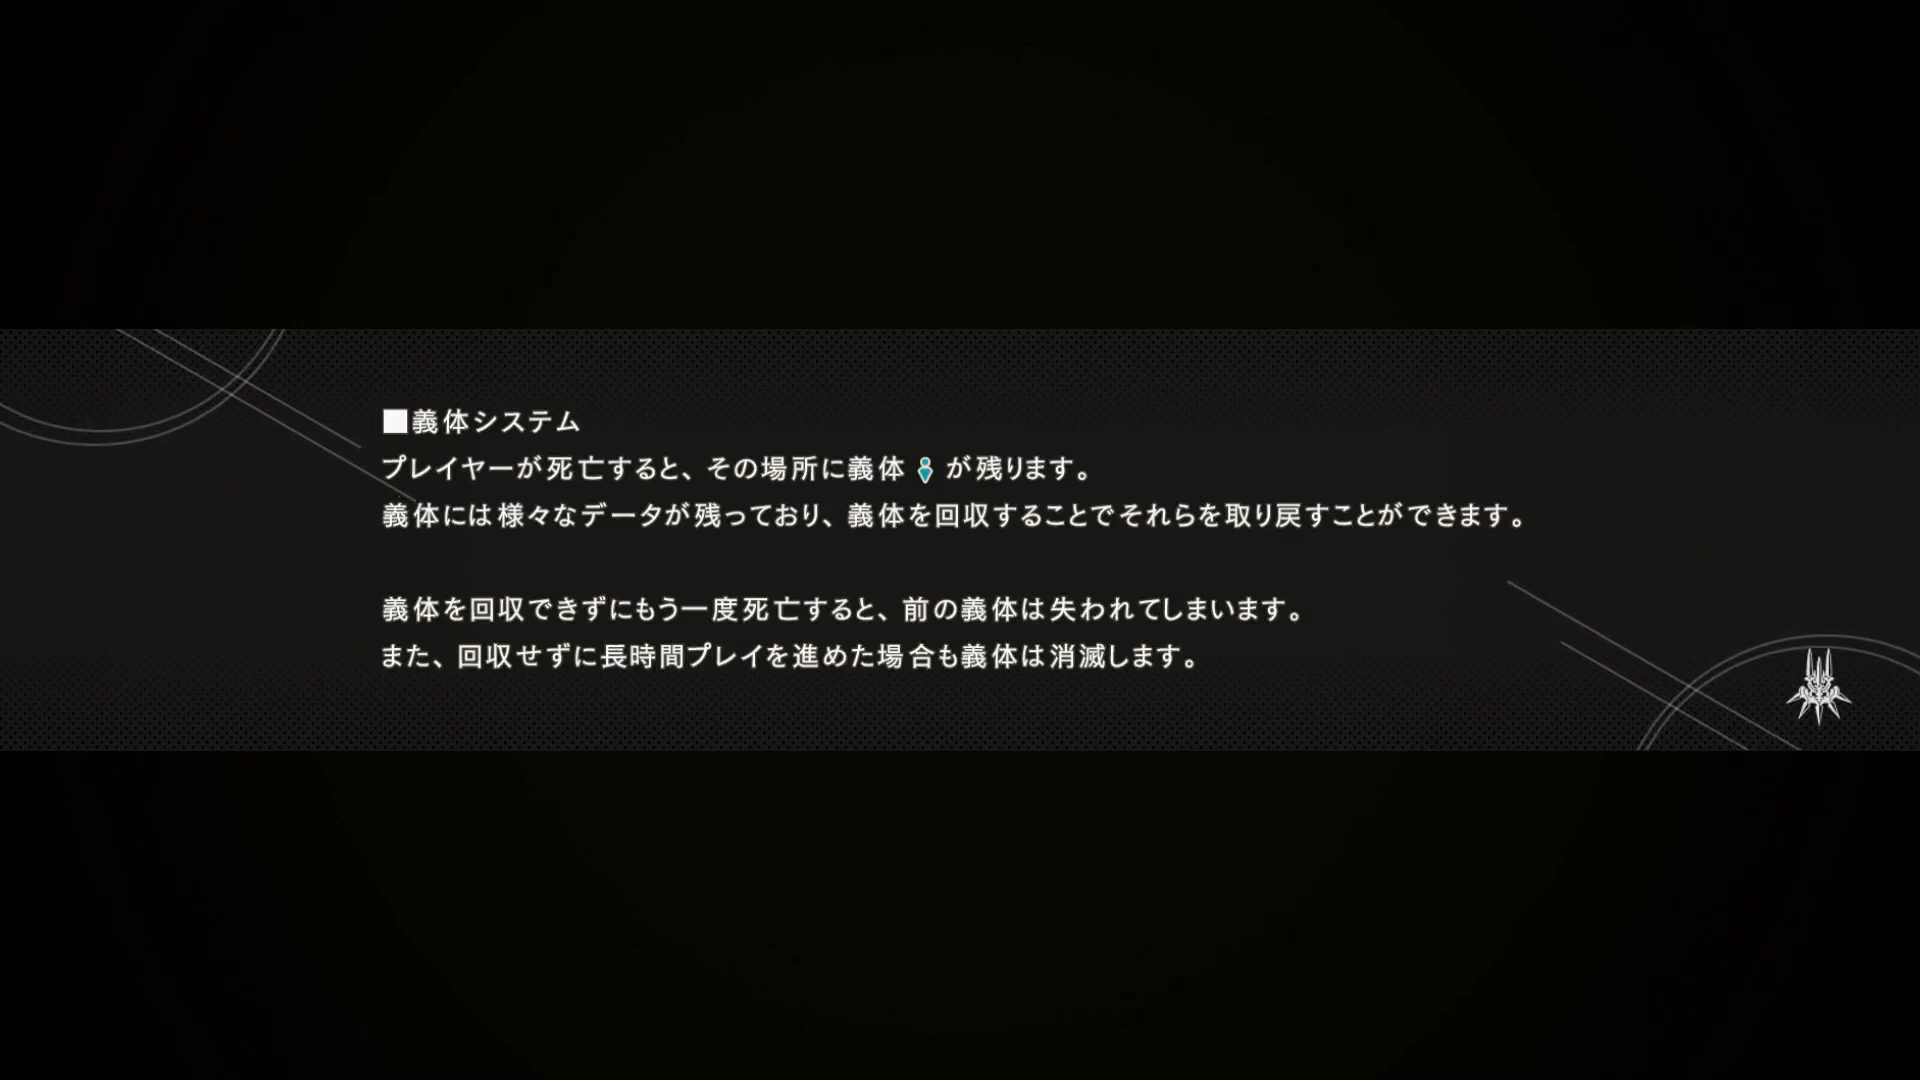 ■義体システム
プレイヤーが死亡すると、その場所に義体が残ります。
義体には様々なデータが残っており、義体を回収することでそれらを取り戻すことができます。
義体を回収できずにもう一度死亡すると、前の義体は失われてしまいます。
また、回収せずに長時間プレイを進めた場合も義体は消滅します。